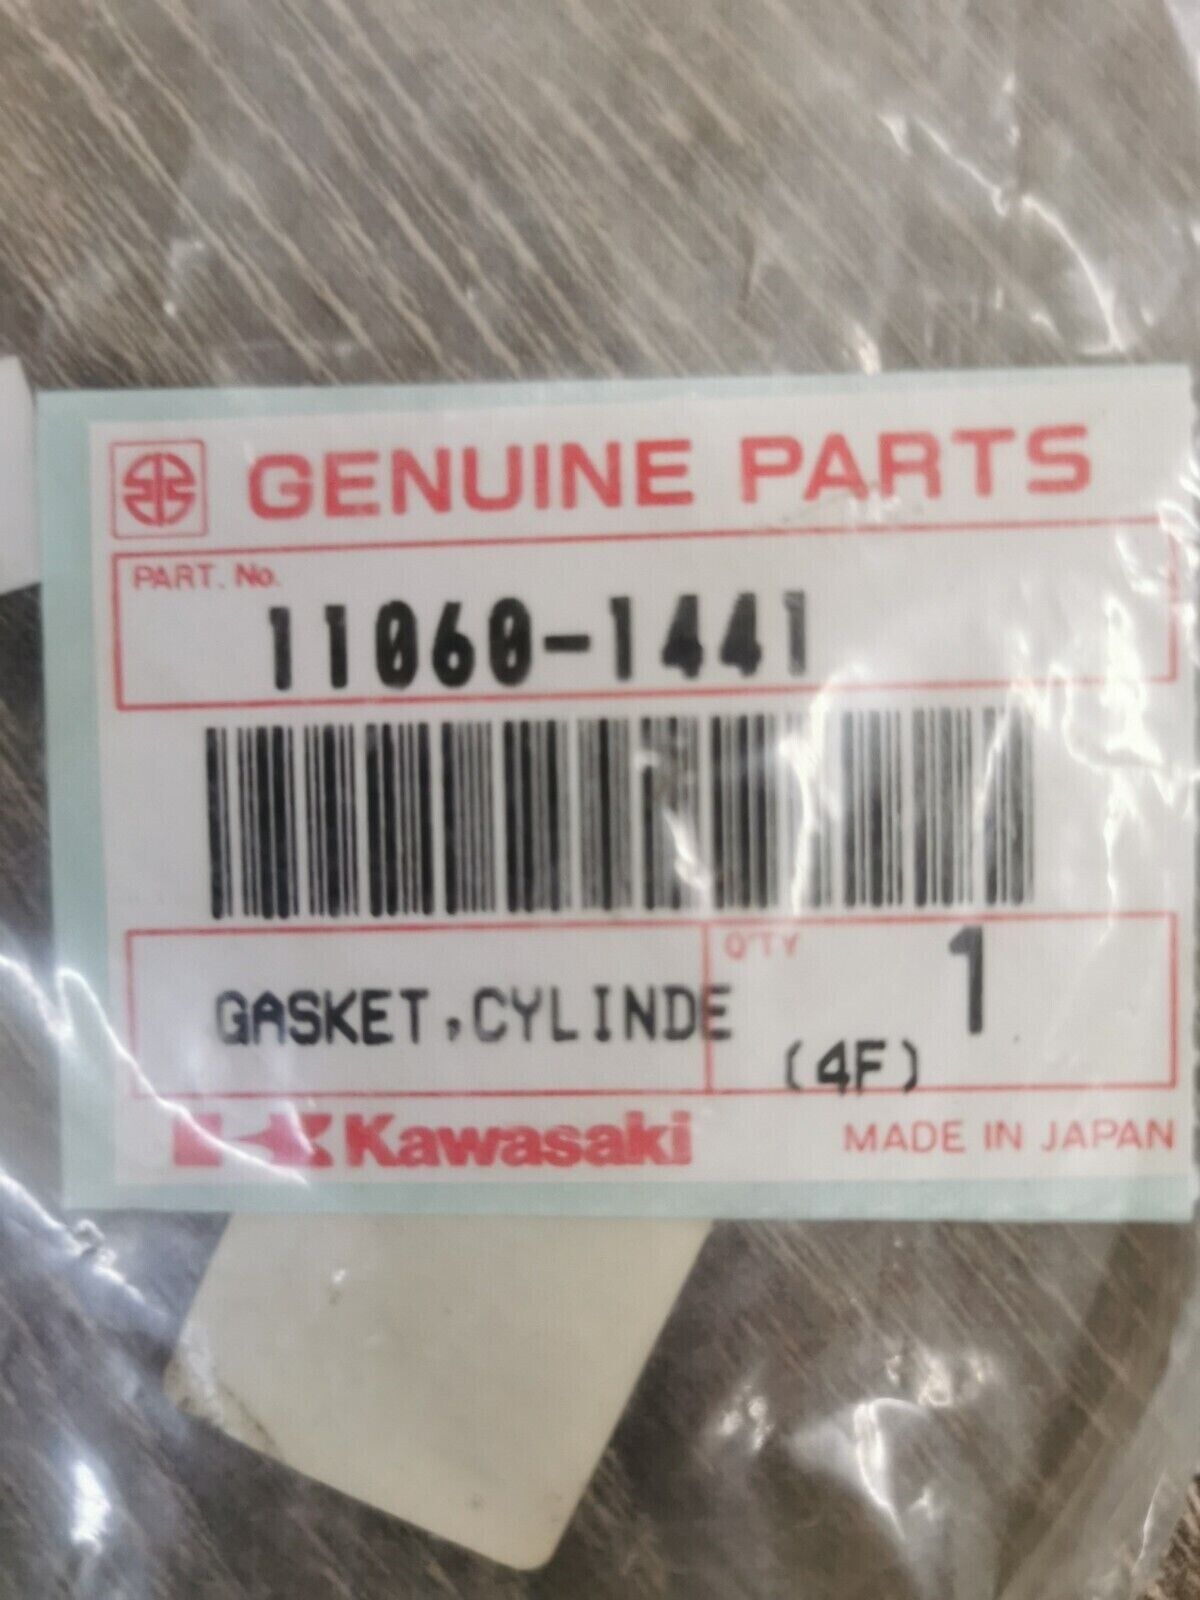 GENUINE PARTS
PART. No.
11060-1441
Q'TY
1
GASKET,CYLINDE
(4F)
Kawasaki
MADE IN JAPAN